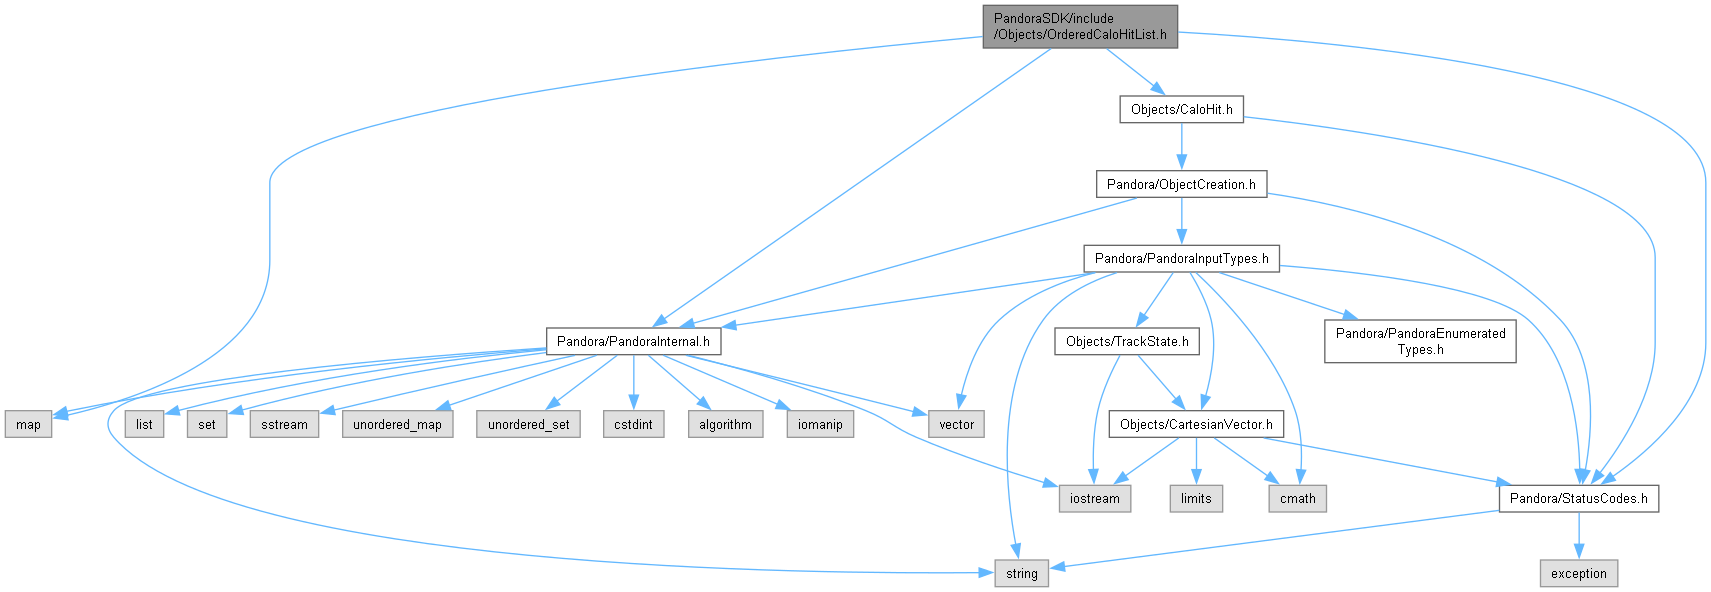 PandoraSDK/include
/Objects/OrderedCaloHitList.h
Objects/CaloHit.h
Pandora/ObjectCreation.h
Pandora/PandoraInputTypes.h
Pandora/PandoraInternal.h
Objects/TrackState.h
Pandora/PandoraEnumerated
Types.h
map
list
set
sstream
unordered_map
unordered_set
cstdint
algorithm
iomanip
vector
Objects/CartesianVector.h
iostream
limits
cmath
Pandora/StatusCodes.h
string
exception